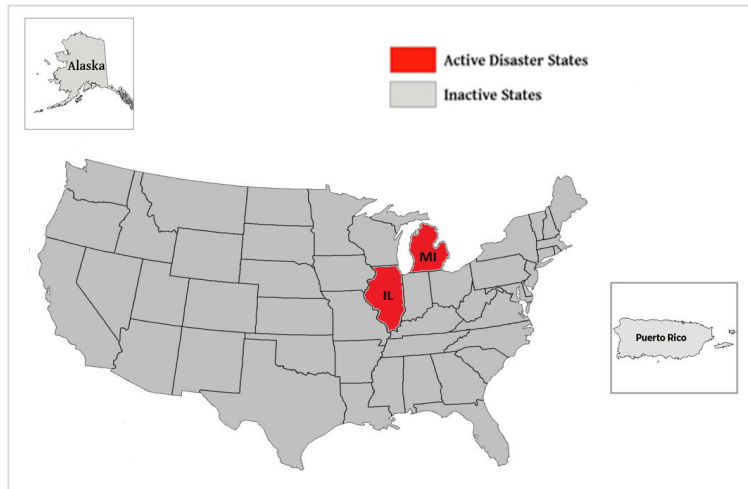 Alaska
Active Disaster States
Inactive States
MI
IL
Puerto Rico